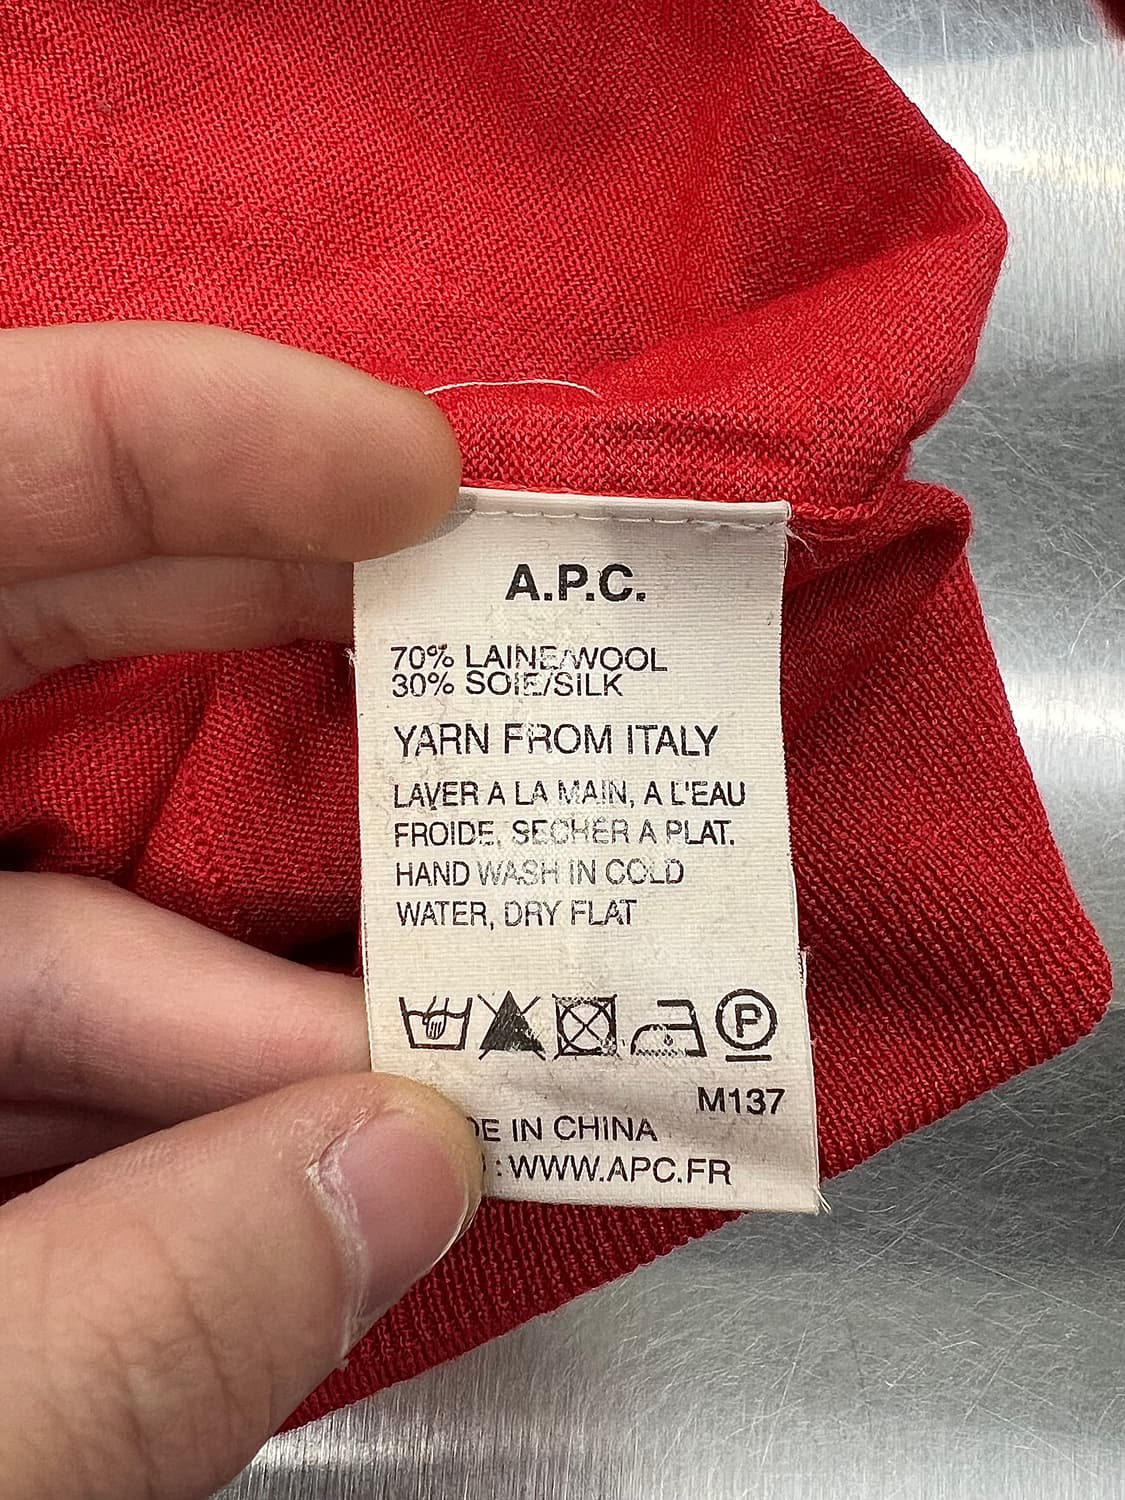 A.P.C.
70% LAINE/WOOL
30% SOIE/SILK
YARN FROM ITALY
LAVER A LA MAIN, A L'EAU
FROIDE, SECHER A PLAT.
HAND WASH IN COLD
WATER, DRY FLAT
P
M137
DE IN CHINA
: WWW.APC.FR